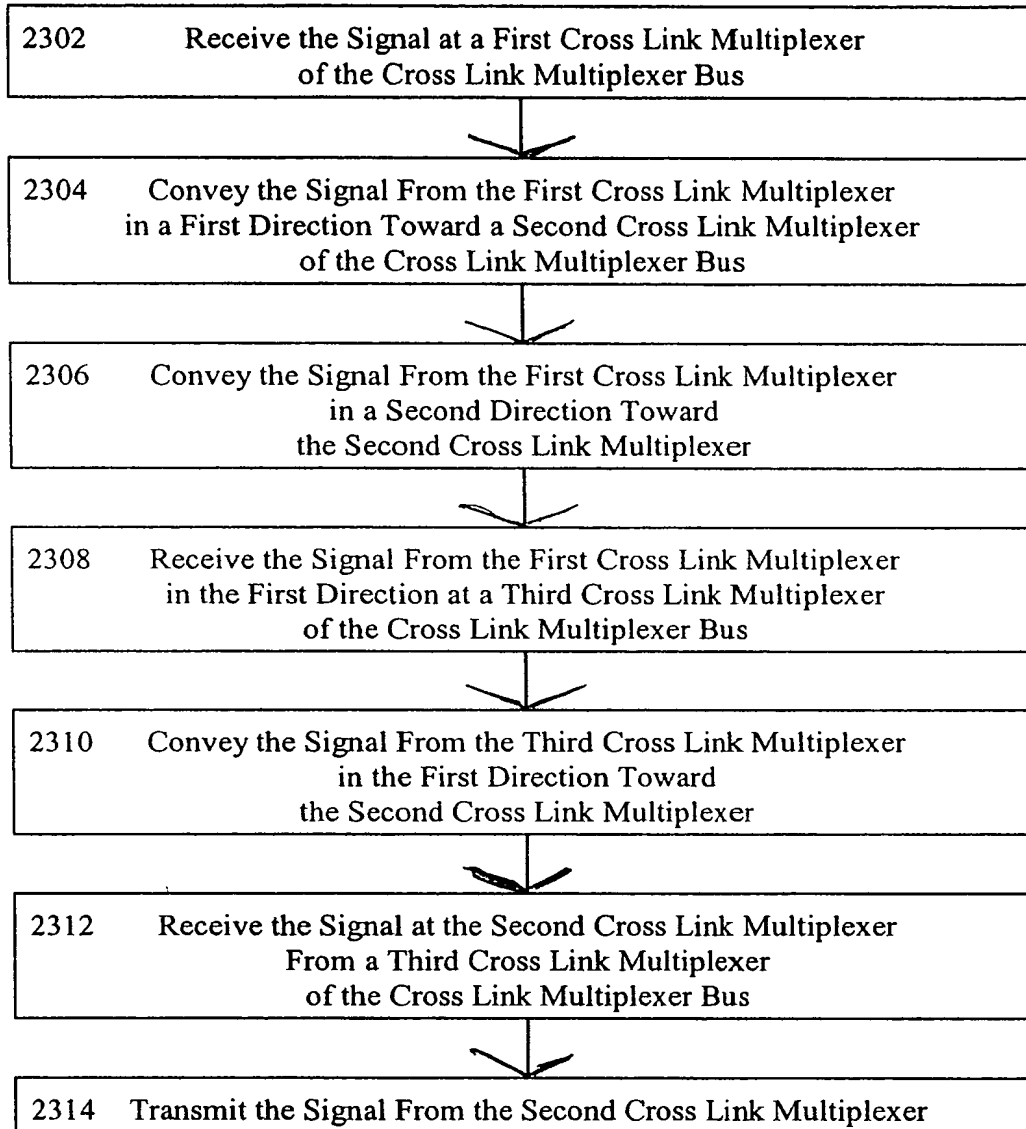 2302 Receive the Signal at a First Cross Link Multiplexer
of the Cross Link Multiplexer Bus
2304 Convey the Signal From the First Cross Link Multiplexer
in a First Direction Toward a Second Cross Link Multiplexer
of the Cross Link Multiplexer Bus
2306 Convey the Signal From the First Cross Link Multiplexer
in a Second Direction Toward
the Second Cross Link Multiplexer
2308 Receive the Signal From the First Cross Link Multiplexer
in the First Direction at a Third Cross Link Multiplexer
of the Cross Link Multiplexer Bus
2310 Convey the Signal From the Third Cross Link Multiplexer
in the First Direction Toward
the Second Cross Link Multiplexer
2312 Receive the Signal at the Second Cross Link Multiplexer
From a Third Cross Link Multiplexer
of the Cross Link Multiplexer Bus
2314 Transmit the Signal From the Second Cross Link Multiplexer